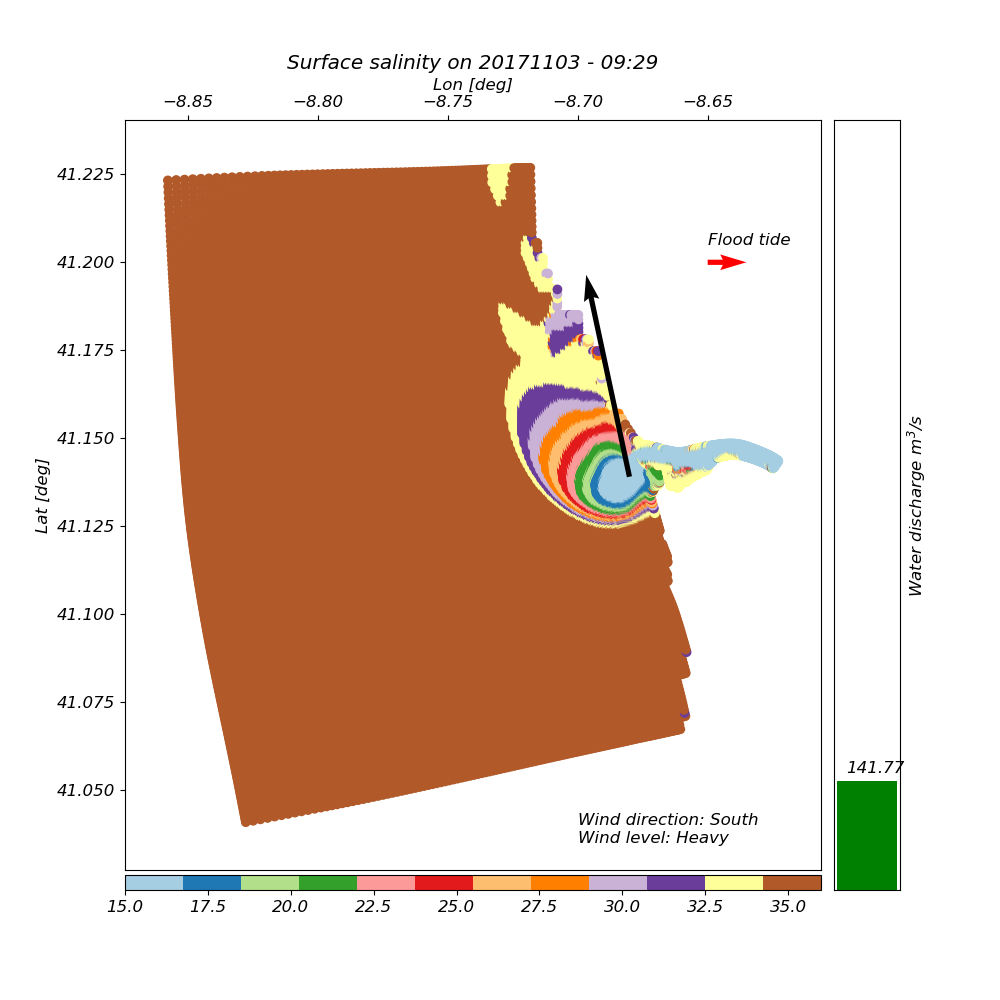 Surface salinity on 20171103 - 09:29
Lon [deg]
−8.85 −8.80 −8.75 −8.70 −8.65
41.225
41.200
41.175
41.150
41.125
41.100
41.075
41.050
Lat [deg]
Flood tide
Water discharge m³/s
141.77
Wind direction: South
Wind level: Heavy
15.0 17.5 20.0 22.5 25.0 27.5 30.0 32.5 35.0